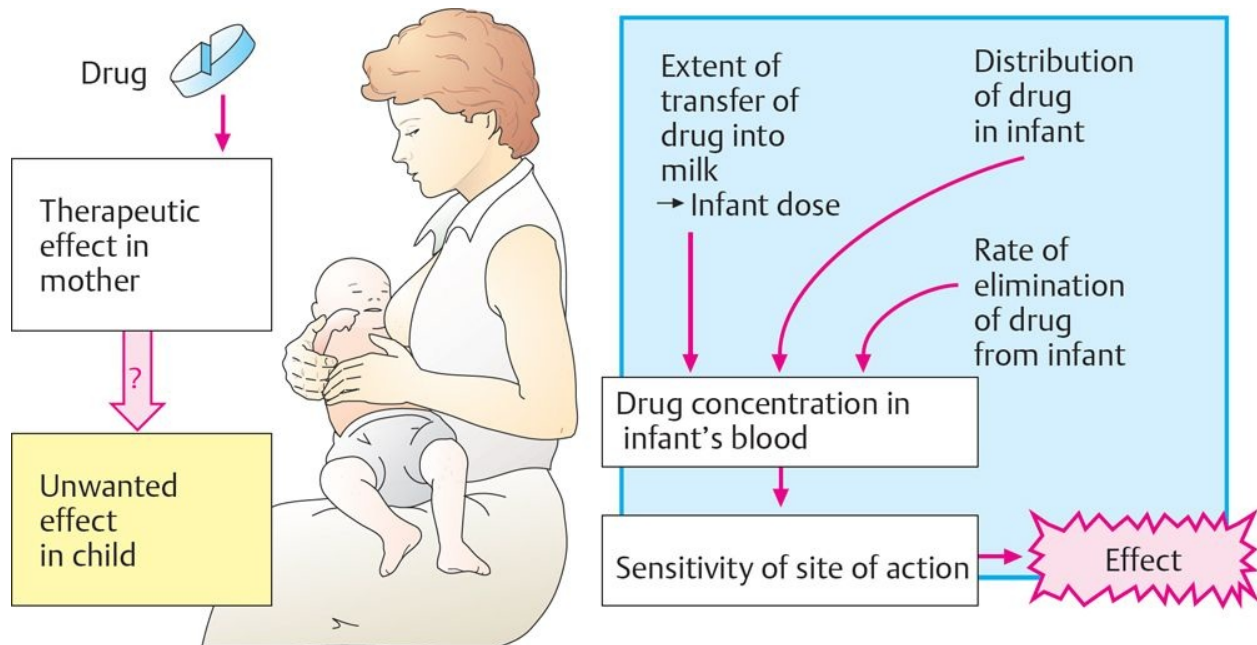 Drug
Therapeutic
effect in
mother
?
Unwanted
effect
in child
Extent of
transfer of
drug into
milk
→ Infant dose
Distribution
of drug
in infant
Rate of
elimination
of drug
from infant
Drug concentration in
infant’s blood
Sensitivity of site of action
Effect